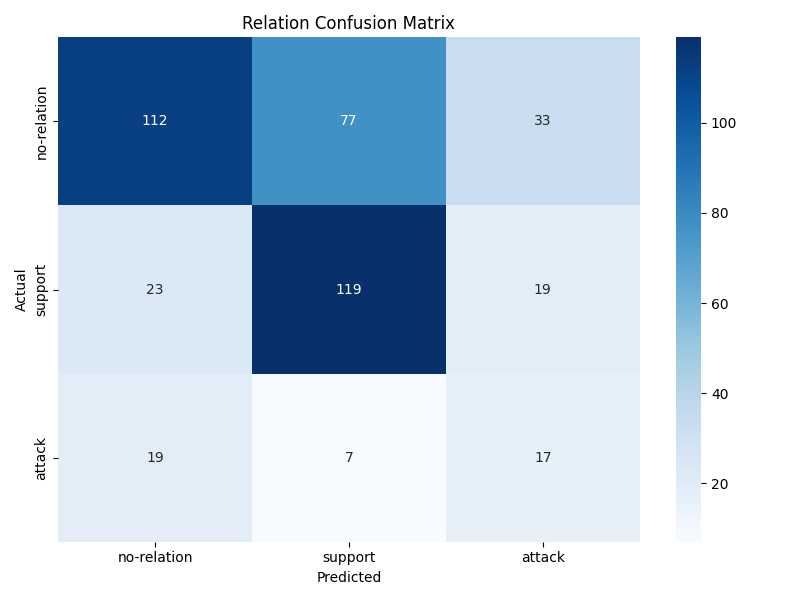 Relation Confusion Matrix
Actual
no-relation
112 77 33
support
23 119 19
attack
19 7 17
no-relation support attack
Predicted
100
80
60
40
20